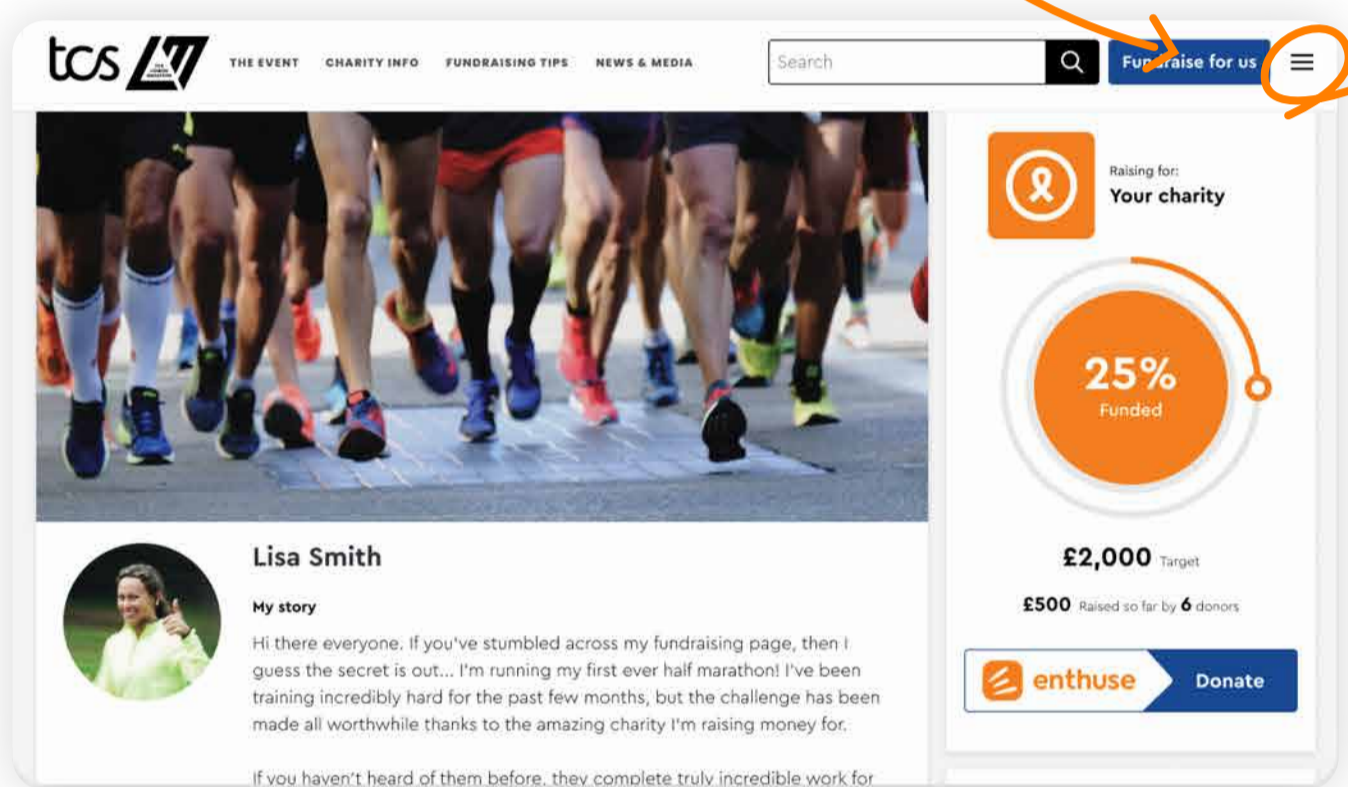 tcs
THE EVENT CHARITY INFO FUNDRAISING TIPS NEWS & MEDIA
Search
Fundraise for us
Raising for:
Your charity
25%
Funded
£2,000 Target
£500 Raised so far by 6 donors
enthuse Donate
Lisa Smith
My story
Hi there everyone. If you've stumbled across my fundraising page, then I
guess the secret is out... I'm running my first ever half marathon! I've been
training incredibly hard for the past few months, but the challenge has been
made all worthwhile thanks to the amazing charity I'm raising money for.
If you haven't heard of them before, they complete truly incredible work for